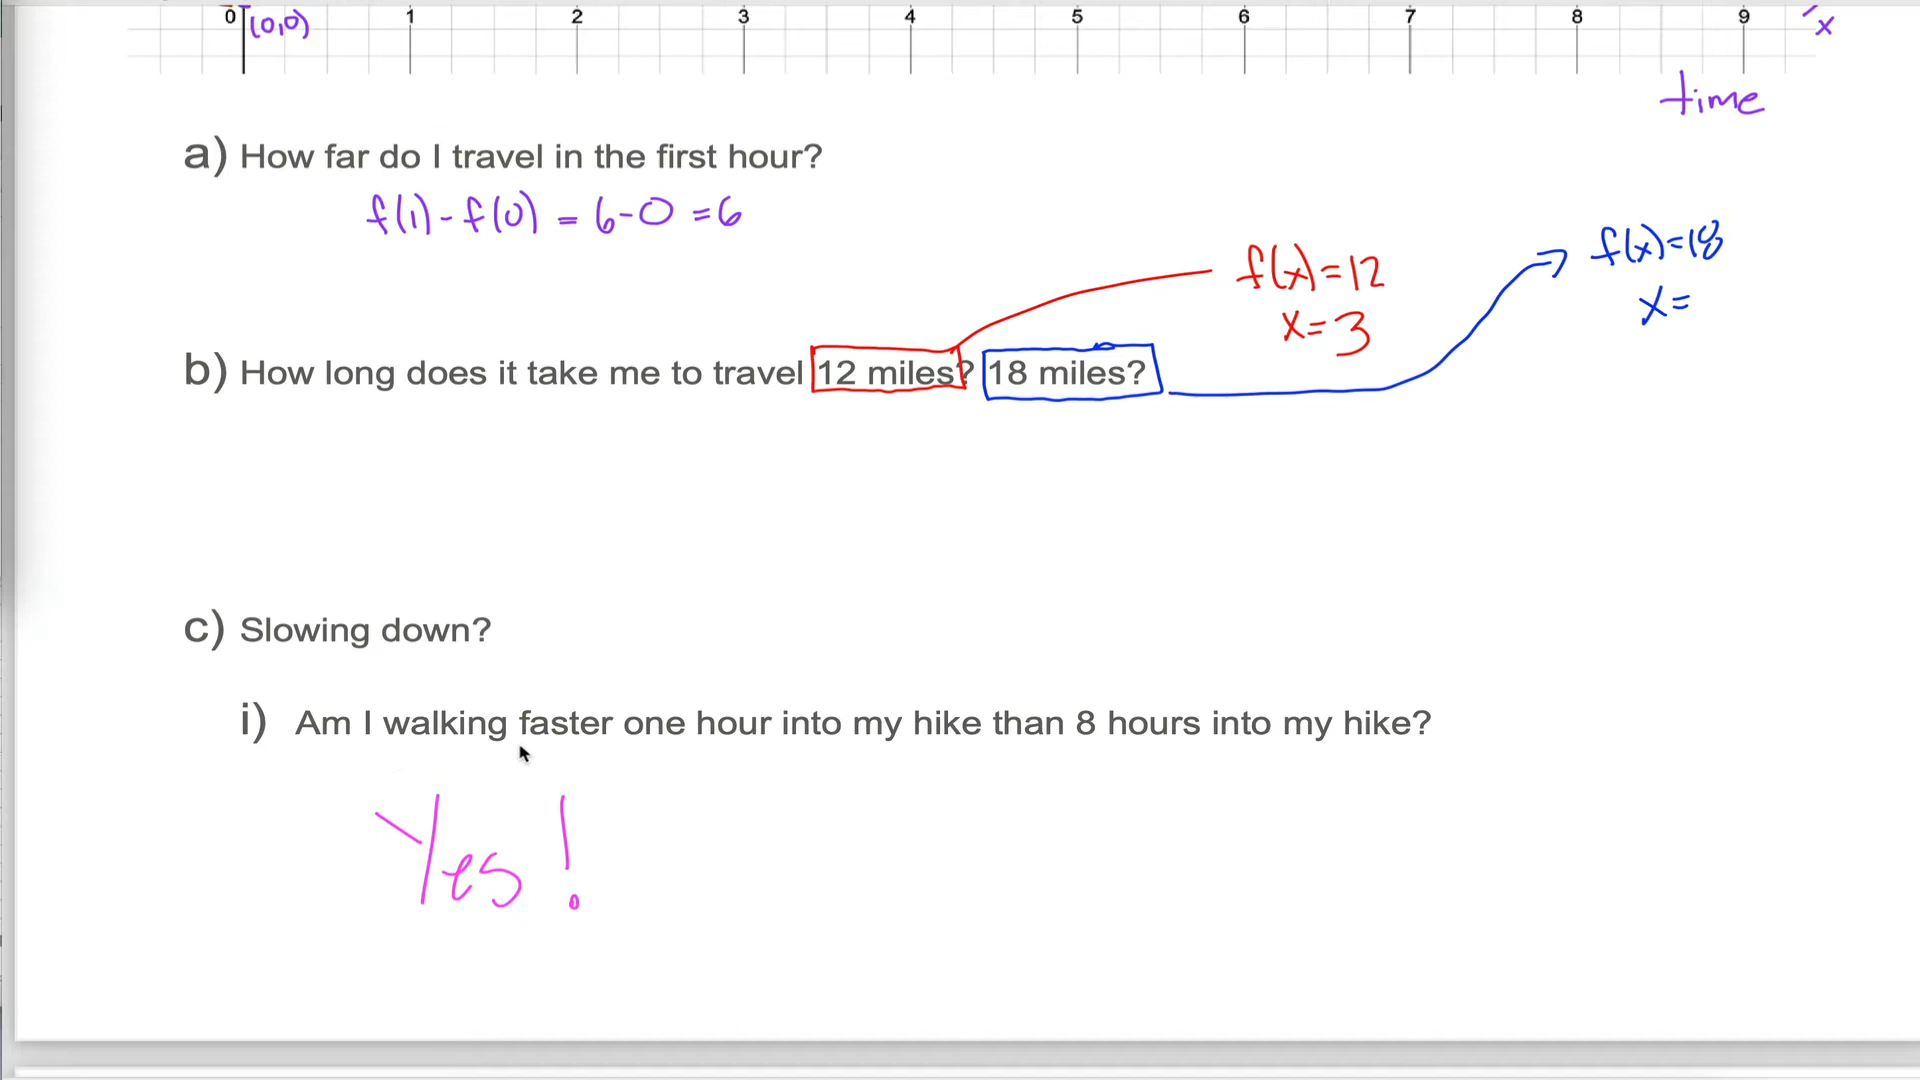 0 1 2 3 4 5 6 7 8 9
(0,0)
x
time
a) How far do I travel in the first hour?
f(1) - f(0) = 6-0 = 6
f(x)=12
x=3
f(x)=18
x=
b) How long does it take me to travel 12 miles? 18 miles?
c) Slowing down?
i) Am I walking faster one hour into my hike than 8 hours into my hike?
Yes!